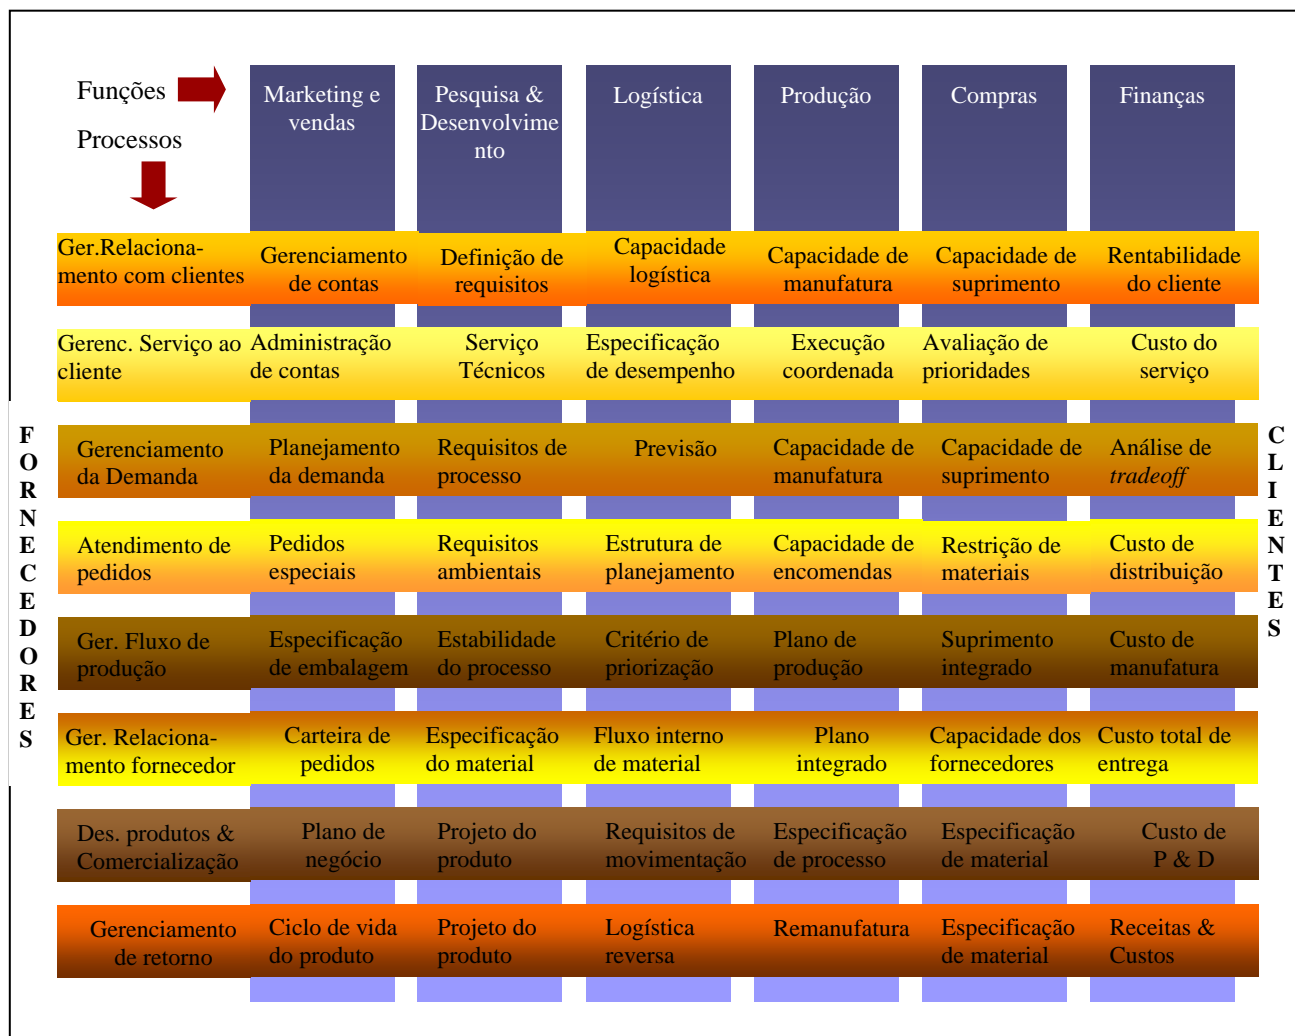 Funções
Processos
Marketing e
vendas
Pesquisa &
Desenvolvime
nto
Logística
Produção
Compras
Finanças
Ger.Relaciona-
mento com clientes
Gerenciamento
de contas
Definição de
requisitos
Capacidade
logística
Capacidade de
manufatura
Capacidade de
suprimento
Rentabilidade
do cliente
Gerenc. Serviço ao
cliente
Administração
de contas
Serviço
Técnicos
Especificação
de desempenho
Execução
coordenada
Avaliação de
prioridades
Custo do
serviço
Gerenciamento
da Demanda
Planejamento
da demanda
Requisitos de
processo
Previsão
Capacidade de
manufatura
Capacidade de
suprimento
Análise de
tradeoff
Atendimento de
pedidos
Pedidos
especiais
Requisitos
ambientais
Estrutura de
planejamento
Capacidade de
encomendas
Restrição de
materiais
Custo de
distribuição
Ger. Fluxo de
produção
Especificação
de embalagem
Estabilidade
do processo
Critério de
priorização
Plano de
produção
Suprimento
integrado
Custo de
manufatura
Ger. Relaciona-
mento fornecedor
Carteira de
pedidos
Especificação
do material
Fluxo interno
de material
Plano
integrado
Capacidade dos
fornecedores
Custo total de
entrega
Des. produtos &
Comercialização
Plano de
negócio
Projeto do
produto
Requisitos de
movimentação
Especificação
de processo
Especificação
de material
Custo de
P & D
Gerenciamento
de retorno
Ciclo de vida
do produto
Projeto do
produto
Logística
reversa
Remanufatura
Especificação
de material
Receitas &
Custos
FORNECEDORES
CLIENTES